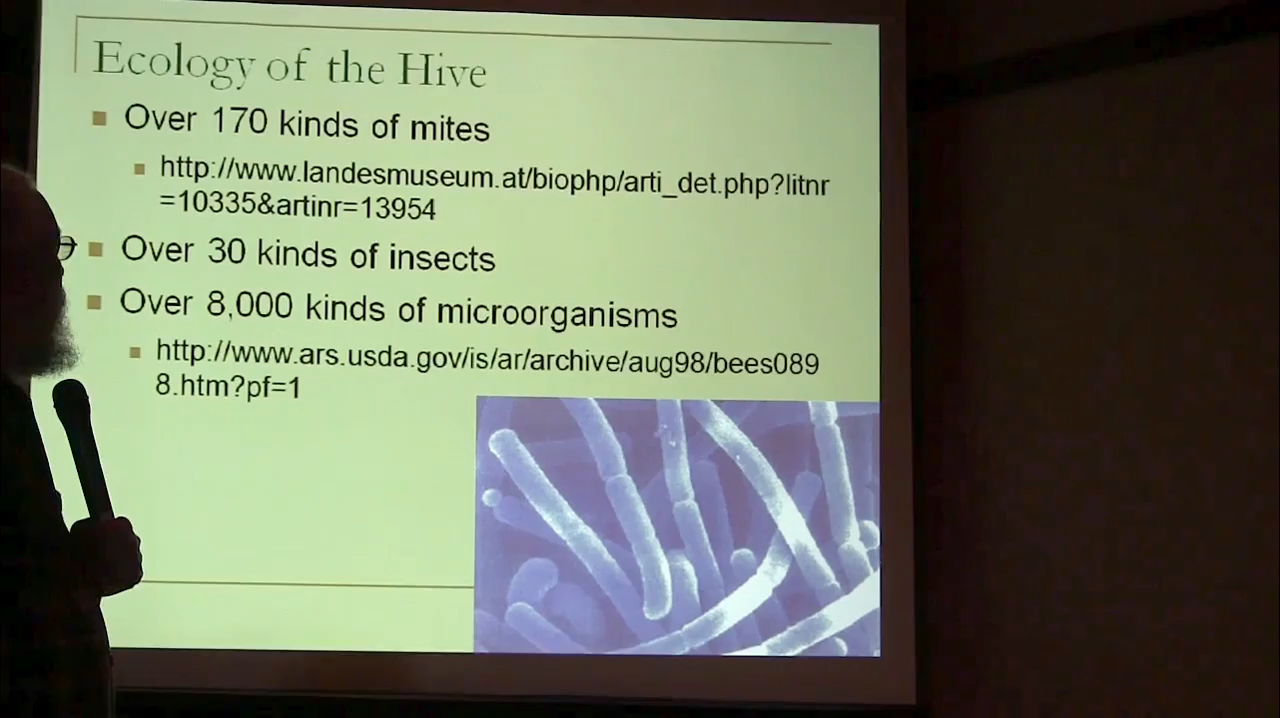 Ecology of the Hive
Over 170 kinds of mites
http://www.landesmuseum.at/biophp/arti_det.php?litnr
=10335&artinr=13954
Over 30 kinds of insects
Over 8,000 kinds of microorganisms
http://www.ars.usda.gov/is/ar/archive/aug98/bees089
8.htm?pf=1